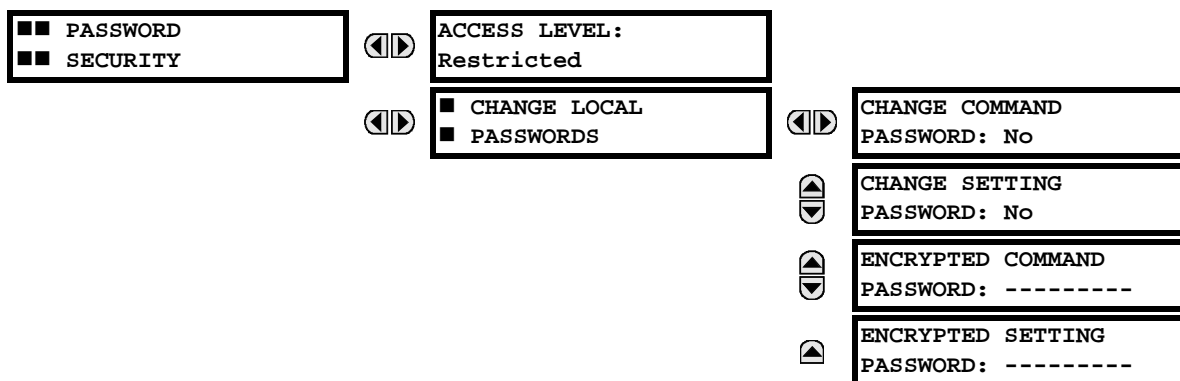 ■■ PASSWORD
■■ SECURITY
ACCESS LEVEL:
Restricted
■ CHANGE LOCAL
■ PASSWORDS
CHANGE COMMAND
PASSWORD: No
CHANGE SETTING
PASSWORD: No
ENCRYPTED COMMAND
PASSWORD: ---------
ENCRYPTED SETTING
PASSWORD: ---------